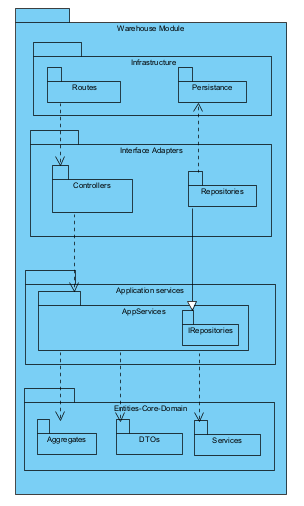 Warehouse Module
Infrastructure
Routes
Persistance
Interface Adapters
Controllers
Repositories
Application services
AppServices
IRepositories
Entities-Core-Domain
Aggregates
DTOs
Services